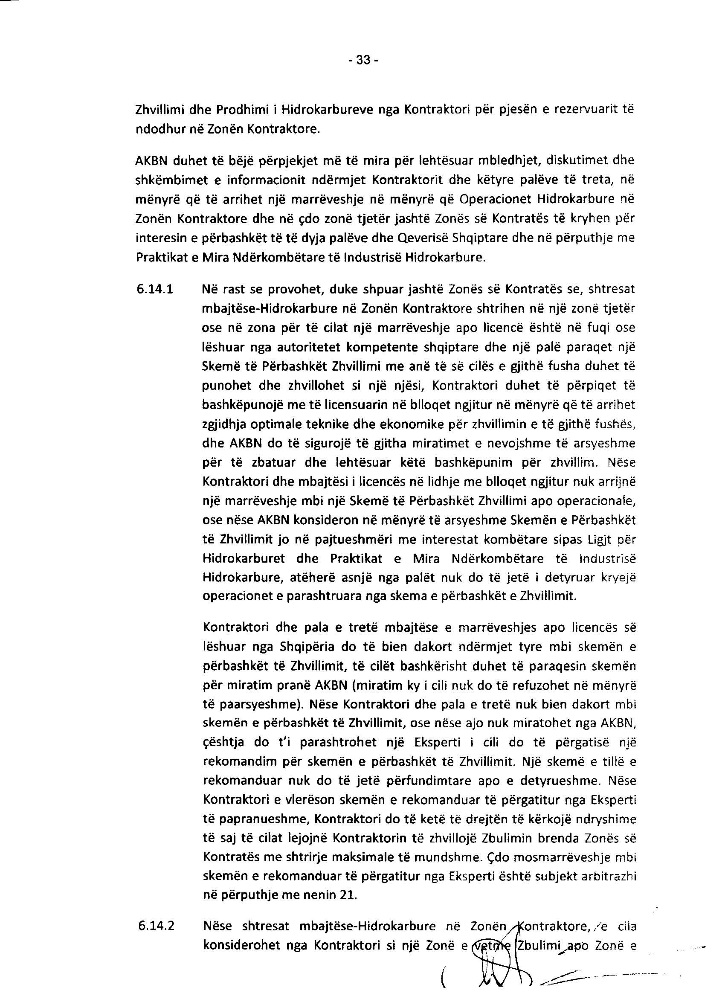 - 33 -
Zhvillimi dhe Prodhimi i Hidrokarbureve nga Kontraktori për pjesën e rezervuarit të
ndodhur në Zonën Kontraktore.
AKBN duhet të bëjë përpjekjet më të mira për lehtësuar mbledhjet, diskutimet dhe
shkëmbimet e informacionit ndërmjet Kontraktorit dhe këtyre palëve të treta, në
mënyrë që të arrihet një marrëveshje në mënyrë që Operacionet Hidrokarbure në
Zonën Kontraktore dhe në çdo zonë tjetër jashtë Zonës së Kontratës të kryhen për
interesin e përbashkët të të dyja palëve dhe Qeverisë Shqiptare dhe në përputhje me
Praktikat e Mira Ndërkombëtare të Industrisë Hidrokarbure.
6.14.1 Në rast se provohet, duke shpuar jashtë Zonës së Kontratës se, shtresat
mbajtëse-Hidrokarbure në Zonën Kontraktore shtrihen në një zonë tjetër
ose në zona për të cilat një marrëveshje apo licencë është në fuqi ose
lëshuar nga autoritetet kompetente shqiptare dhe një palë paraqet një
Skemë të Përbashkët Zhvillimi me anë të së cilës e gjithë fusha duhet të
punohet dhe zhvillohet si një njësi, Kontraktori duhet të përpiqet të
bashkëpunojë me të licensuarin në blloqet ngjitur në mënyrë që të arrihet
zgjidhja optimale teknike dhe ekonomike për zhvillimin e të gjithë fushës,
dhe AKBN do të sigurojë të gjitha miratimet e nevojshme të arsyeshme
për të zbatuar dhe lehtësuar këtë bashkëpunim për zhvillim. Nëse
Kontraktori dhe mbajtësi i licencës në lidhje me blloqet ngjitur nuk arrijnë
një marrëveshje mbi një Skemë të Përbashkët Zhvillimi apo operacionale,
ose nëse AKBN konsideron në mënyrë të arsyeshme Skemën e Përbashkët
të Zhvillimit jo në pajtueshmëri me interestat kombëtare sipas Ligjt për
Hidrokarburet dhe Praktikat e Mira Ndërkombëtare të Industrisë
Hidrokarbure, atëherë asnjë nga palët nuk do të jetë i detyruar kryejë
operacionet e parashtruara nga skema e përbashkët e Zhvillimit.
Kontraktori dhe pala e tretë mbajtëse e marrëveshjes apo licencës së
lëshuar nga Shqipëria do të bien dakort ndërmjet tyre mbi skemën e
përbashkët të Zhvillimit, të cilët bashkërisht duhet të paraqesin skemën
për miratim pranë AKBN (miratim ky i cili nuk do të refuzohet në mënyrë
të paarsyeshme). Nëse Kontraktori dhe pala e tretë nuk bien dakort mbi
skemën e përbashkët të Zhvillimit, ose nëse ajo nuk miratohet nga AKBN,
çështja do t'i parashtrohet një Eksperti i cili do të përgatisë një
rekomandim për skemën e përbashkët të Zhvillimit. Një skemë e tillë e
rekomanduar nuk do të jetë përfundimtare apo e detyrueshme. Nëse
Kontraktori e vlerëson skemën e rekomanduar të përgatitur nga Eksperti
të papranueshme, Kontraktori do të ketë të drejtën të kërkojë ndryshime
të saj të cilat lejojnë Kontraktorin të zhvillojë Zbulimin brenda Zonës së
Kontratës me shtrirje maksimale të mundshme. Çdo mosmarrëveshje mbi
skemën e rekomanduar të përgatitur nga Eksperti është subjekt arbitrazhi
në përputhje me nenin 21.
6.14.2 Nëse shtresat mbajtëse-Hidrokarbure në Zonën Kontraktore, e cila
konsiderohet nga Kontraktori si një Zonë e vetme Zbulimi apo Zonë e